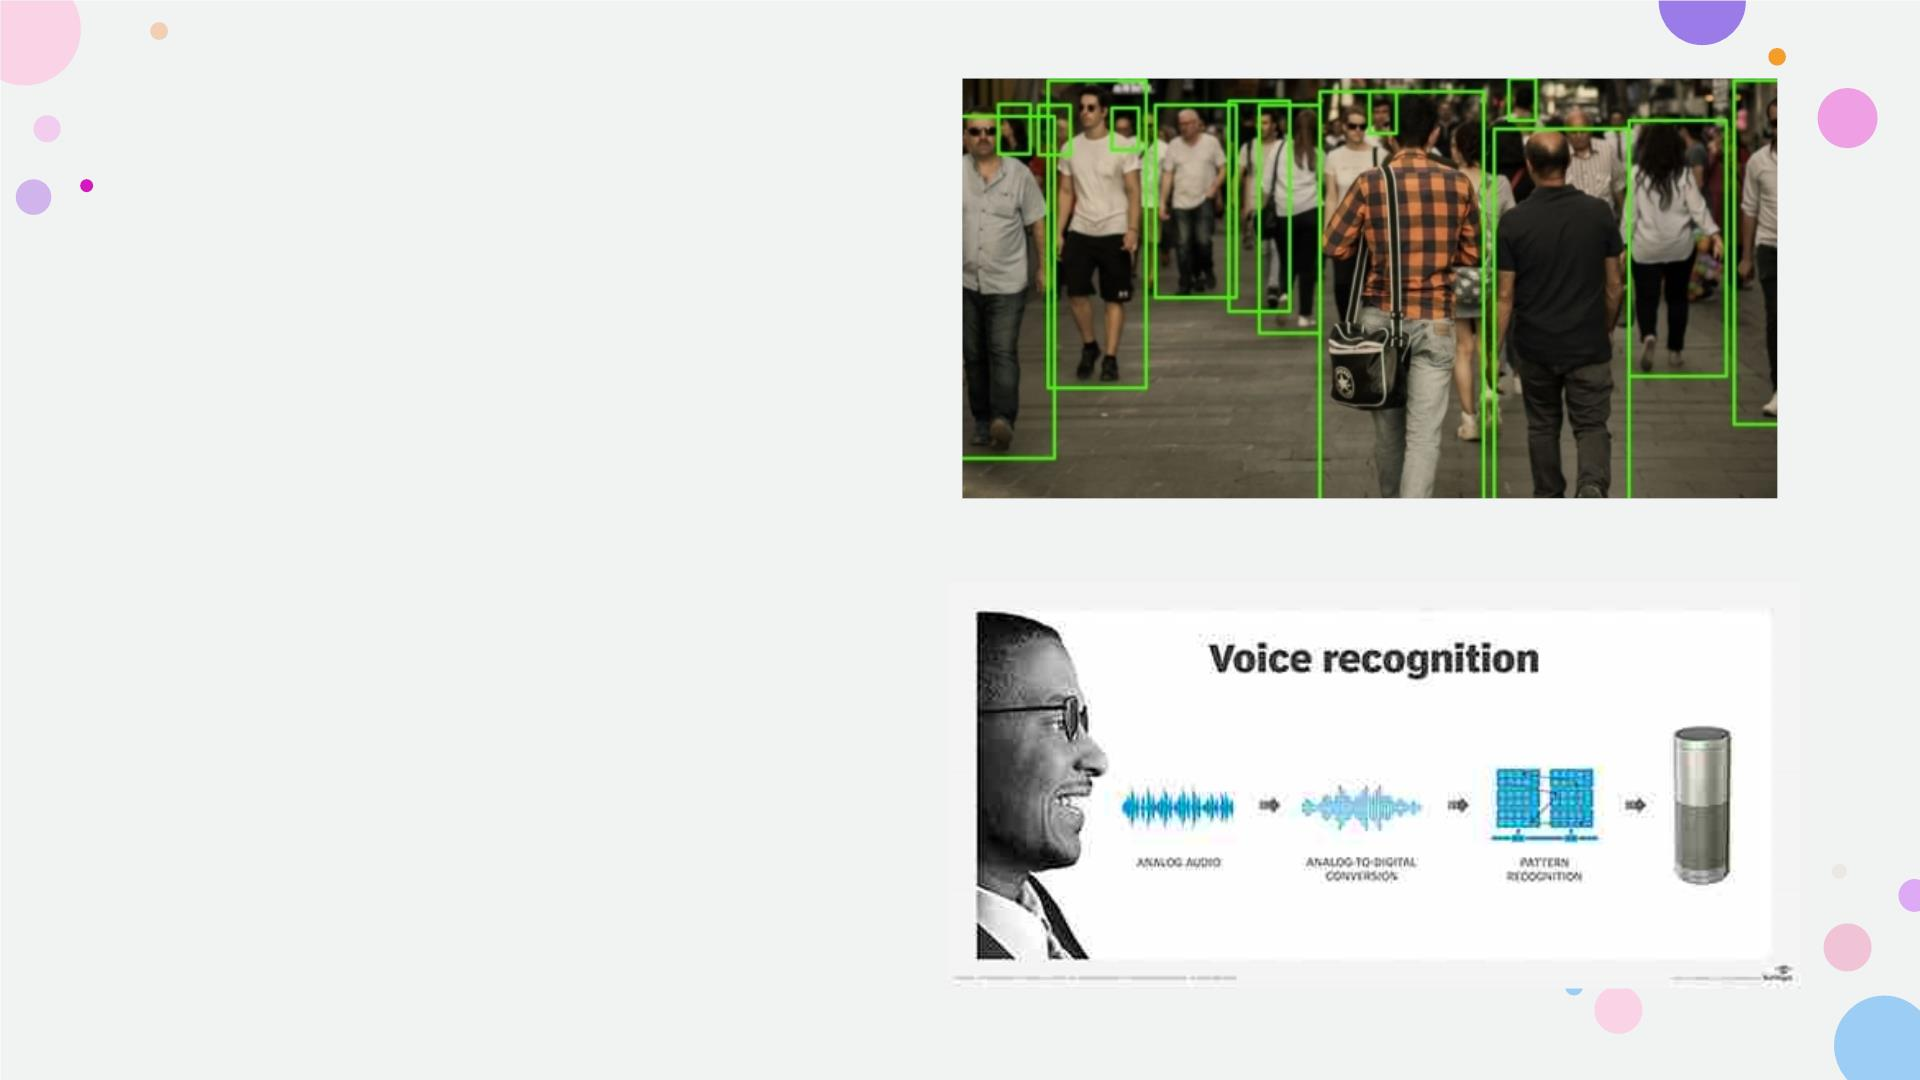 Voice recognition
ANALOG AUDIO
ANALOG-TO-DIGITAL
CONVERSION
PATTERN
RECOGNITION